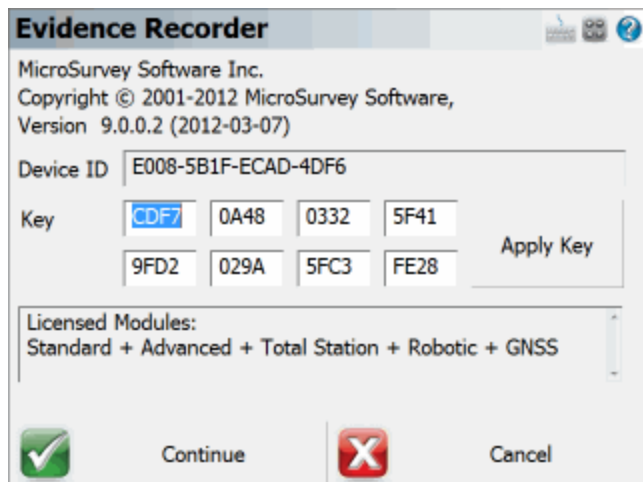 Evidence Recorder
MicroSurvey Software Inc.
Copyright © 2001-2012 MicroSurvey Software,
Version 9.0.0.2 (2012-03-07)
Device ID E008-5B1F-ECAD-4DF6
Key CDF7 0A48 0332 5F41
9FD2 029A 5FC3 FE28
Apply Key
Licensed Modules:
Standard + Advanced + Total Station + Robotic + GNSS
Continue Cancel